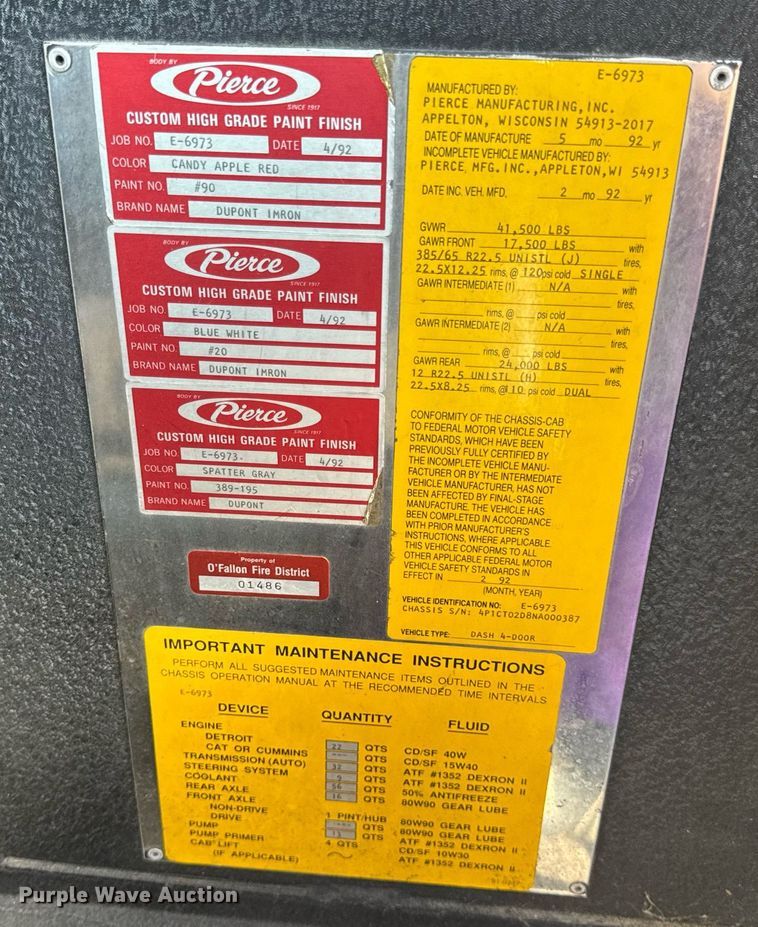 BODY BY
Pierce
SINCE 1917
CUSTOM HIGH GRADE PAINT FINISH
JOB NO. E-6973 DATE 4/92
COLOR CANDY APPLE RED
PAINT NO. #90
BRAND NAME DUPONT IMRON
BODY BY
Pierce
SINCE 1917
CUSTOM HIGH GRADE PAINT FINISH
JOB NO. E-6973 DATE 4/92
COLOR BLUE WHITE
PAINT NO. #20
BRAND NAME DUPONT IMRON
BODY BY
Pierce
SINCE 1917
CUSTOM HIGH GRADE PAINT FINISH
JOB NO. E-6973. DATE 4/92
COLOR SPATTER GRAY
PAINT NO. 389-195
BRAND NAME DUPONT
Property of
O'Fallon Fire District
01486
E-6973
MANUFACTURED BY:
PIERCE MANUFACTURING, INC.
APPELTON, WISCONSIN 54913-2017
DATE OF MANUFACTURE 5 mo 92 yr
INCOMPLETE VEHICLE MANUFACTURED BY:
PIERCE MFG.INC., APPLETON, WI 54913
DATE INC. VEH. MFD. 2 mo 92 yr
GVWR 41,500 LBS
GAWR FRONT 17,500 LBS with
385/65 R22.5 UNISTL (J) tires,
22.5X12.25 rims, @ 120 psi cold SINGLE
GAWR INTERMEDIATE (1) N/A with
tires,
rims, @ psi cold
GAWR INTERMEDIATE (2) N/A with
tires,
rims, @ psi cold
GAWR REAR 24,000 LBS with
12 R22.5 UNISTL (H) tires,
22.5X8.25 rims, @110 psi cold DUAL
CONFORMITY OF THE CHASSIS-CAB
TO FEDERAL MOTOR VEHICLE SAFETY
STANDARDS, WHICH HAVE BEEN
PREVIOUSLY FULLY CERTIFIED BY
THE INCOMPLETE VEHICLE MANU-
FACTURER OR BY THE INTERMEDIATE
VEHICLE MANUFACTURER, HAS NOT
BEEN AFFECTED BY FINAL-STAGE
MANUFACTURE. THE VEHICLE HAS
BEEN COMPLETED IN ACCORDANCE
WITH PRIOR MANUFACTURER'S
INSTRUCTIONS, WHERE APPLICABLE.
THIS VEHICLE CONFORMS TO ALL
OTHER APPLICABLE FEDERAL MOTOR
VEHICLE SAFETY STANDARDS IN
EFFECT IN 2 92
(MONTH, YEAR)
VEHICLE IDENTIFICATION NO: E-6973
CHASSIS S/N: 4P1CT02D8NA000387
VEHICLE TYPE: DASH 4-DOOR
IMPORTANT MAINTENANCE INSTRUCTIONS
PERFORM ALL SUGGESTED MAINTENANCE ITEMS OUTLINED IN THE
CHASSIS OPERATION MANUAL AT THE RECOMMENDED TIME INTERVALS
E-6973
DEVICE QUANTITY FLUID
ENGINE
DETROIT 22 QTS CD/SF 40W
CAT OR CUMMINS QTS CD/SF 15W40
TRANSMISSION (AUTO) 32 QTS ATF #1352 DEXRON II
STEERING SYSTEM 9 QTS ATF #1352 DEXRON II
COOLANT 56 QTS 50% ANTIFREEZE
REAR AXLE 16 QTS 80W90 GEAR LUBE
FRONT AXLE
NON-DRIVE 1 PINT/HUB 80W90 GEAR LUBE
DRIVE QTS 80W90 GEAR LUBE
PUMP QTS ATF #1352 DEXRON II
PUMP PRIMER 4 QTS CD/SF 10W30
CAB LIFT ATF #1352 DEXRON II
(IF APPLICABLE)
Purple Wave Auction